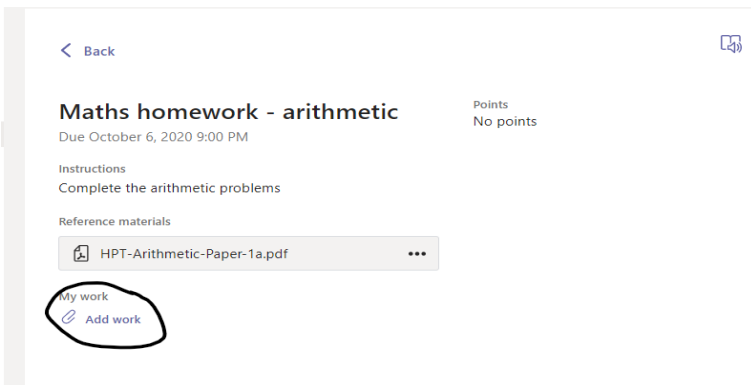 Back
Maths homework - arithmetic
Due October 6, 2020 9:00 PM
Points
No points
Instructions
Complete the arithmetic problems
Reference materials
HPT-Arithmetic-Paper-1a.pdf
My work
Add work